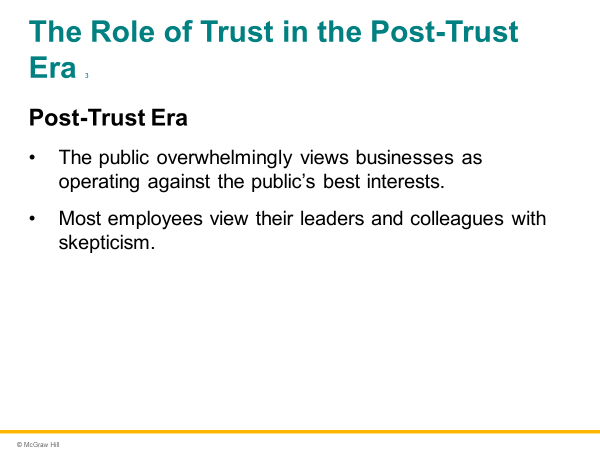 The Role of Trust in the Post-Trust
Era 3
Post-Trust Era
• The public overwhelmingly views businesses as
operating against the public’s best interests.
• Most employees view their leaders and colleagues with
skepticism.
© McGraw Hill